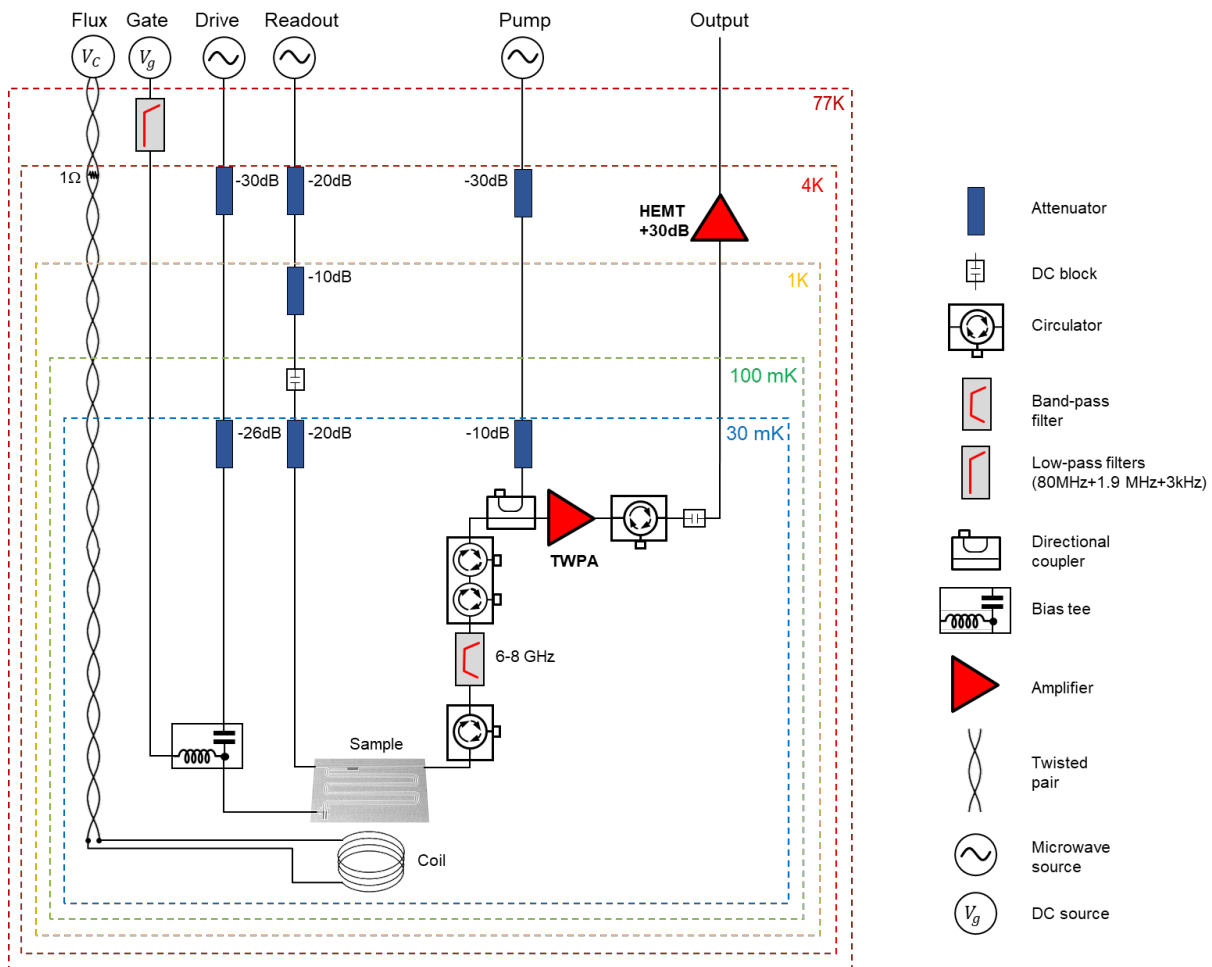 Flux Gate Drive Readout Pump Output
V_C V_g
77K
1Ω -30dB -20dB -30dB 4K
HEMT
+30dB
-10dB 1K
100 mK
-26dB -20dB -10dB 30 mK
TWPA
6-8 GHz
Sample
Coil
Attenuator
DC block
Circulator
Band-pass
filter
Low-pass filters
(80MHz+1.9 MHz+3kHz)
Directional
coupler
Bias tee
Amplifier
Twisted
pair
Microwave
source
V_g DC source